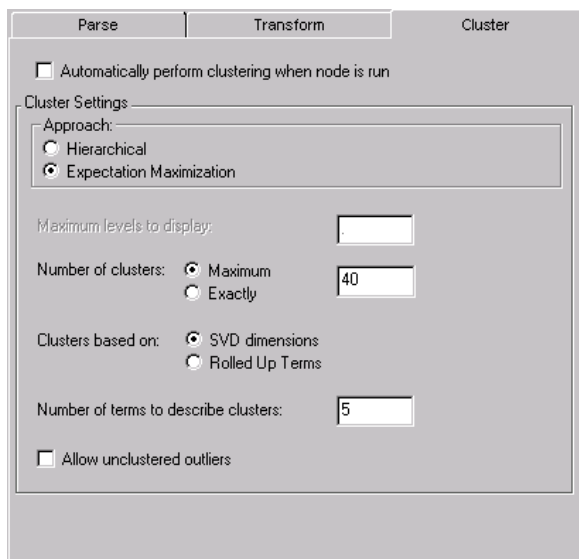 Parse Transform Cluster
Automatically perform clustering when node is run
Cluster Settings
Approach:
Hierarchical
Expectation Maximization
Maximum levels to display: .
Number of clusters: Maximum 40
Exactly
Clusters based on: SVD dimensions
Rolled Up Terms
Number of terms to describe clusters: 5
Allow unclustered outliers